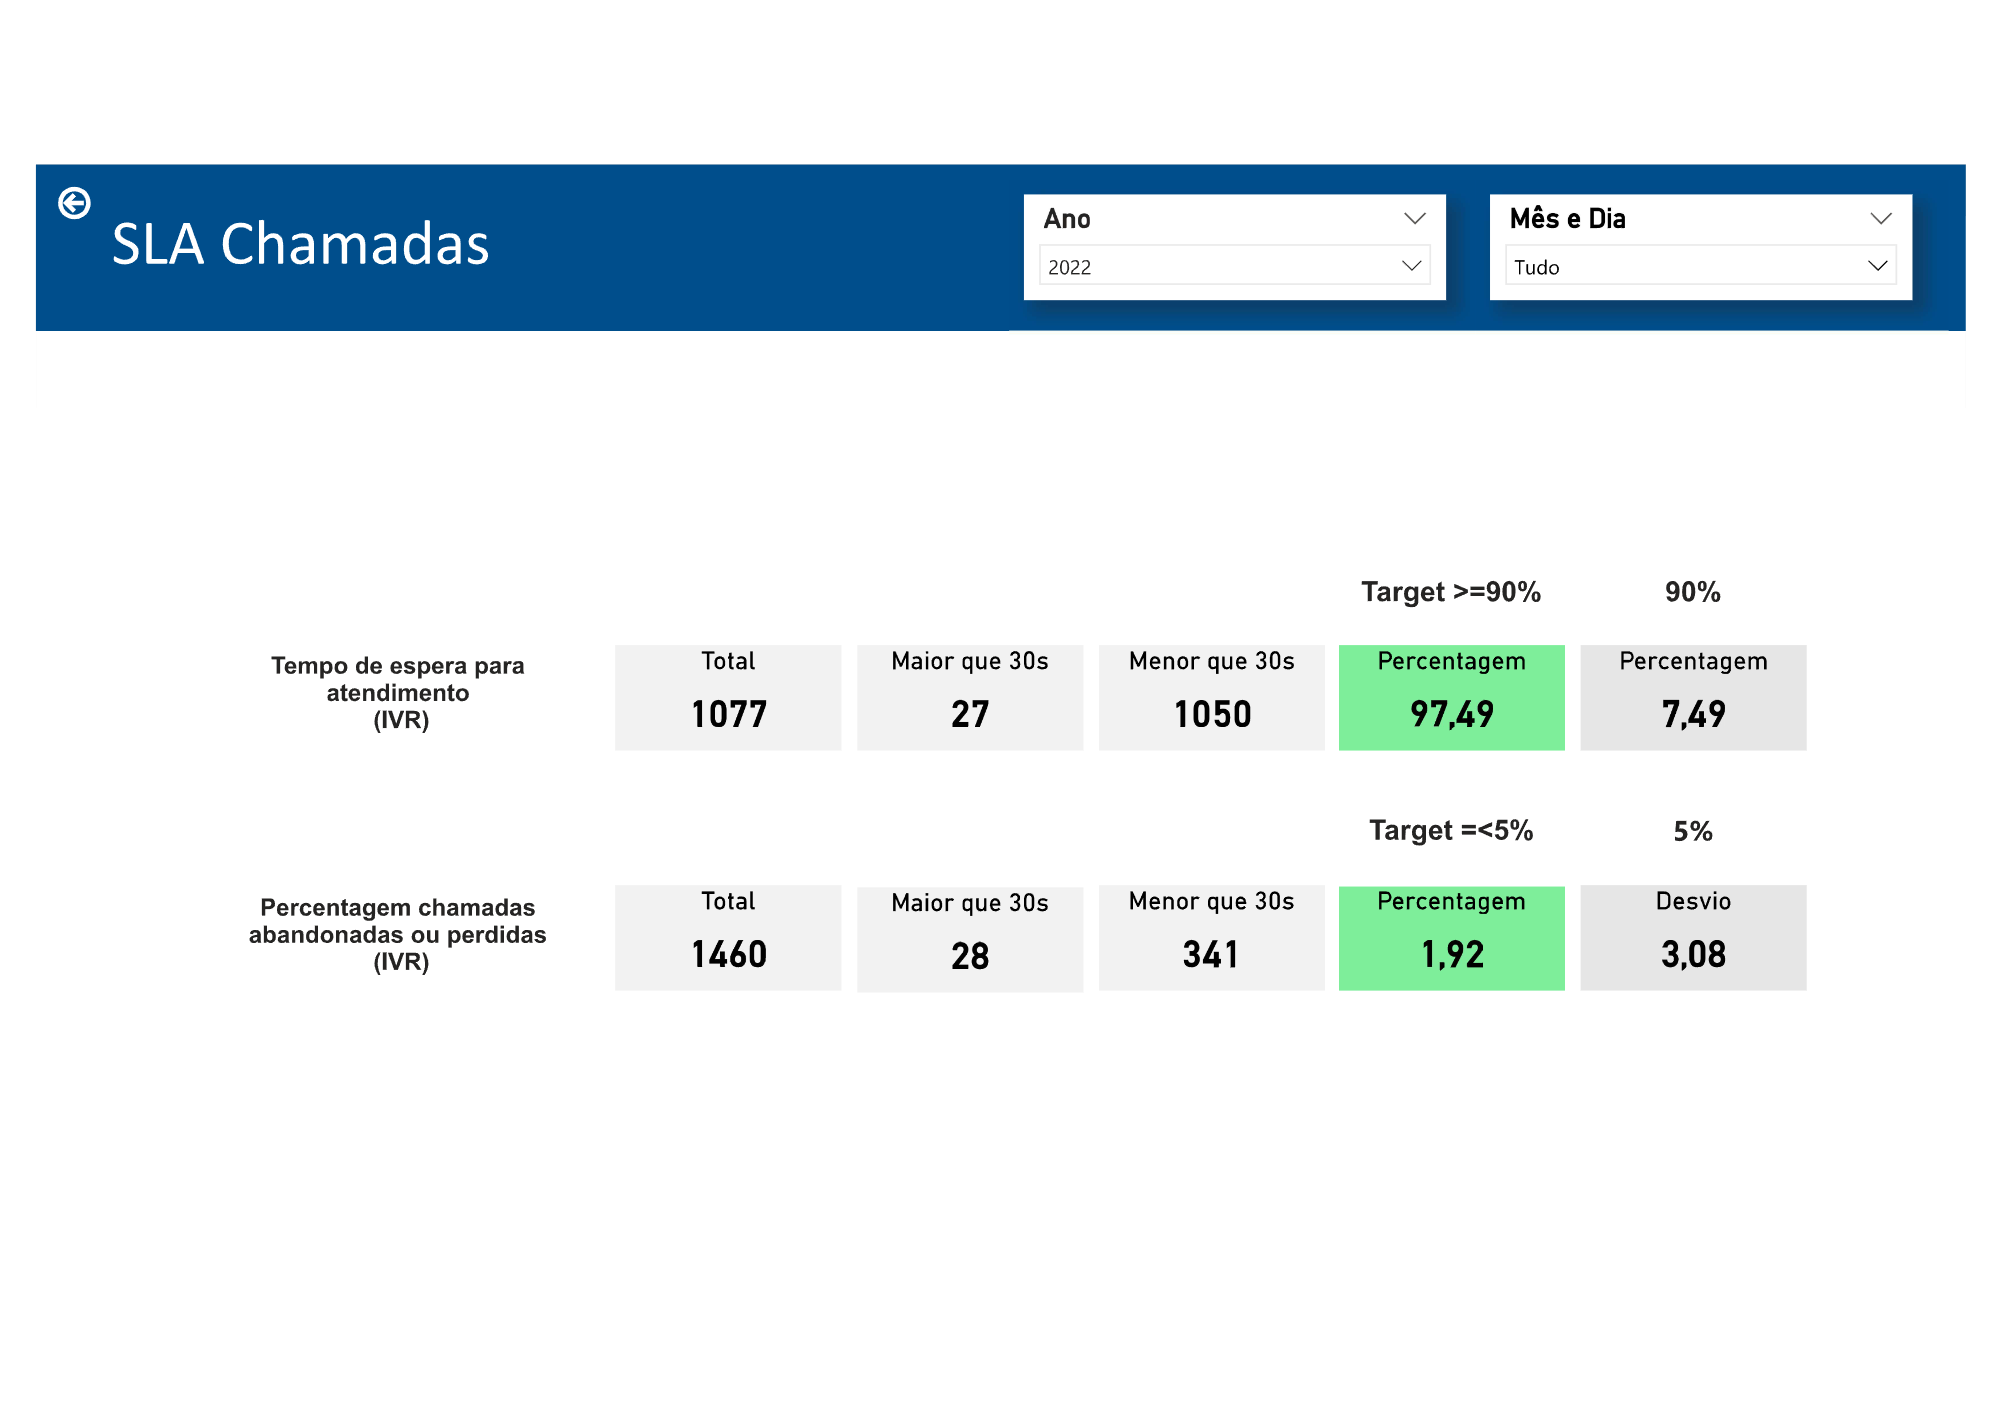 SLA Chamadas
Ano
2022
Mês e Dia
Tudo
Target >=90%
90%
Tempo de espera para
atendimento
(IVR)
Total
1077
Maior que 30s
27
Menor que 30s
1050
Percentagem
97,49
Percentagem
7,49
Target =<5%
5%
Percentagem chamadas
abandonadas ou perdidas
(IVR)
Total
1460
Maior que 30s
28
Menor que 30s
341
Percentagem
1,92
Desvio
3,08